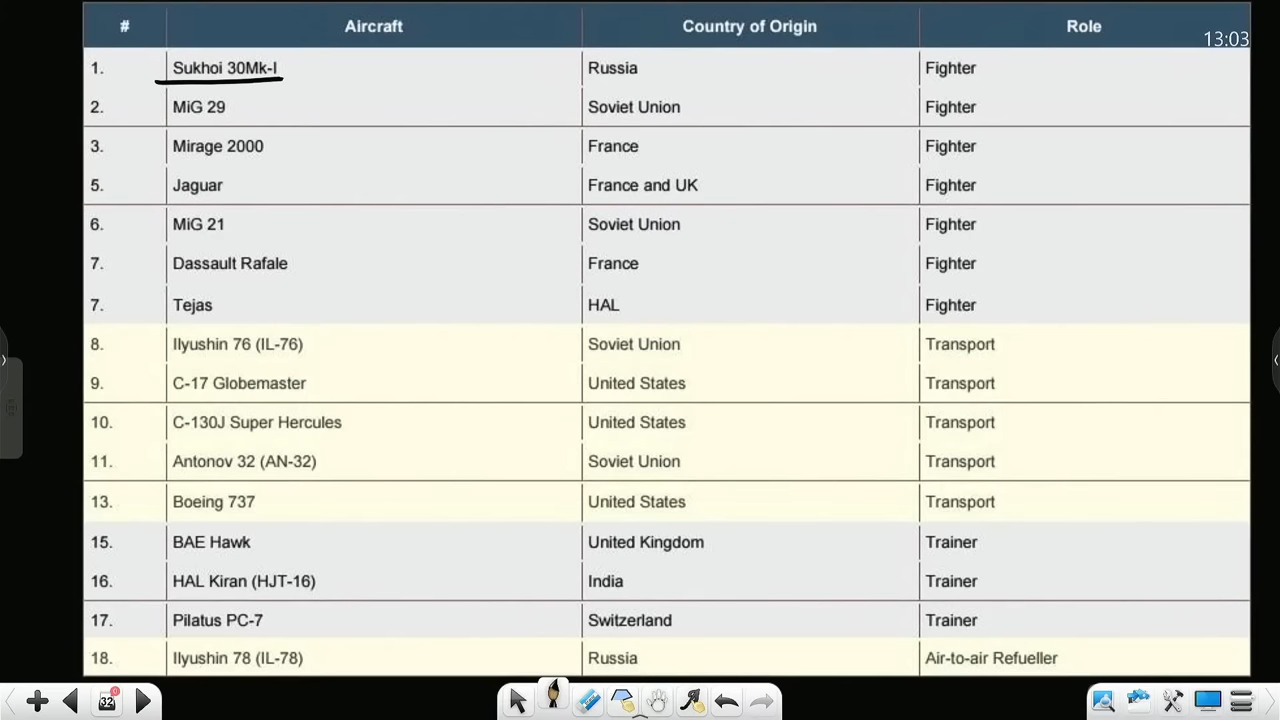 # Aircraft Country of Origin Role
13:03
1. Sukhoi 30Mk-I Russia Fighter
2. MiG 29 Soviet Union Fighter
3. Mirage 2000 France Fighter
5. Jaguar France and UK Fighter
6. MiG 21 Soviet Union Fighter
7. Dassault Rafale France Fighter
7. Tejas HAL Fighter
8. Ilyushin 76 (IL-76) Soviet Union Transport
9. C-17 Globemaster United States Transport
10. C-130J Super Hercules United States Transport
11. Antonov 32 (AN-32) Soviet Union Transport
13. Boeing 737 United States Transport
15. BAE Hawk United Kingdom Trainer
16. HAL Kiran (HJT-16) India Trainer
17. Pilatus PC-7 Switzerland Trainer
18. Ilyushin 78 (IL-78) Russia Air-to-air Refueller
32 0